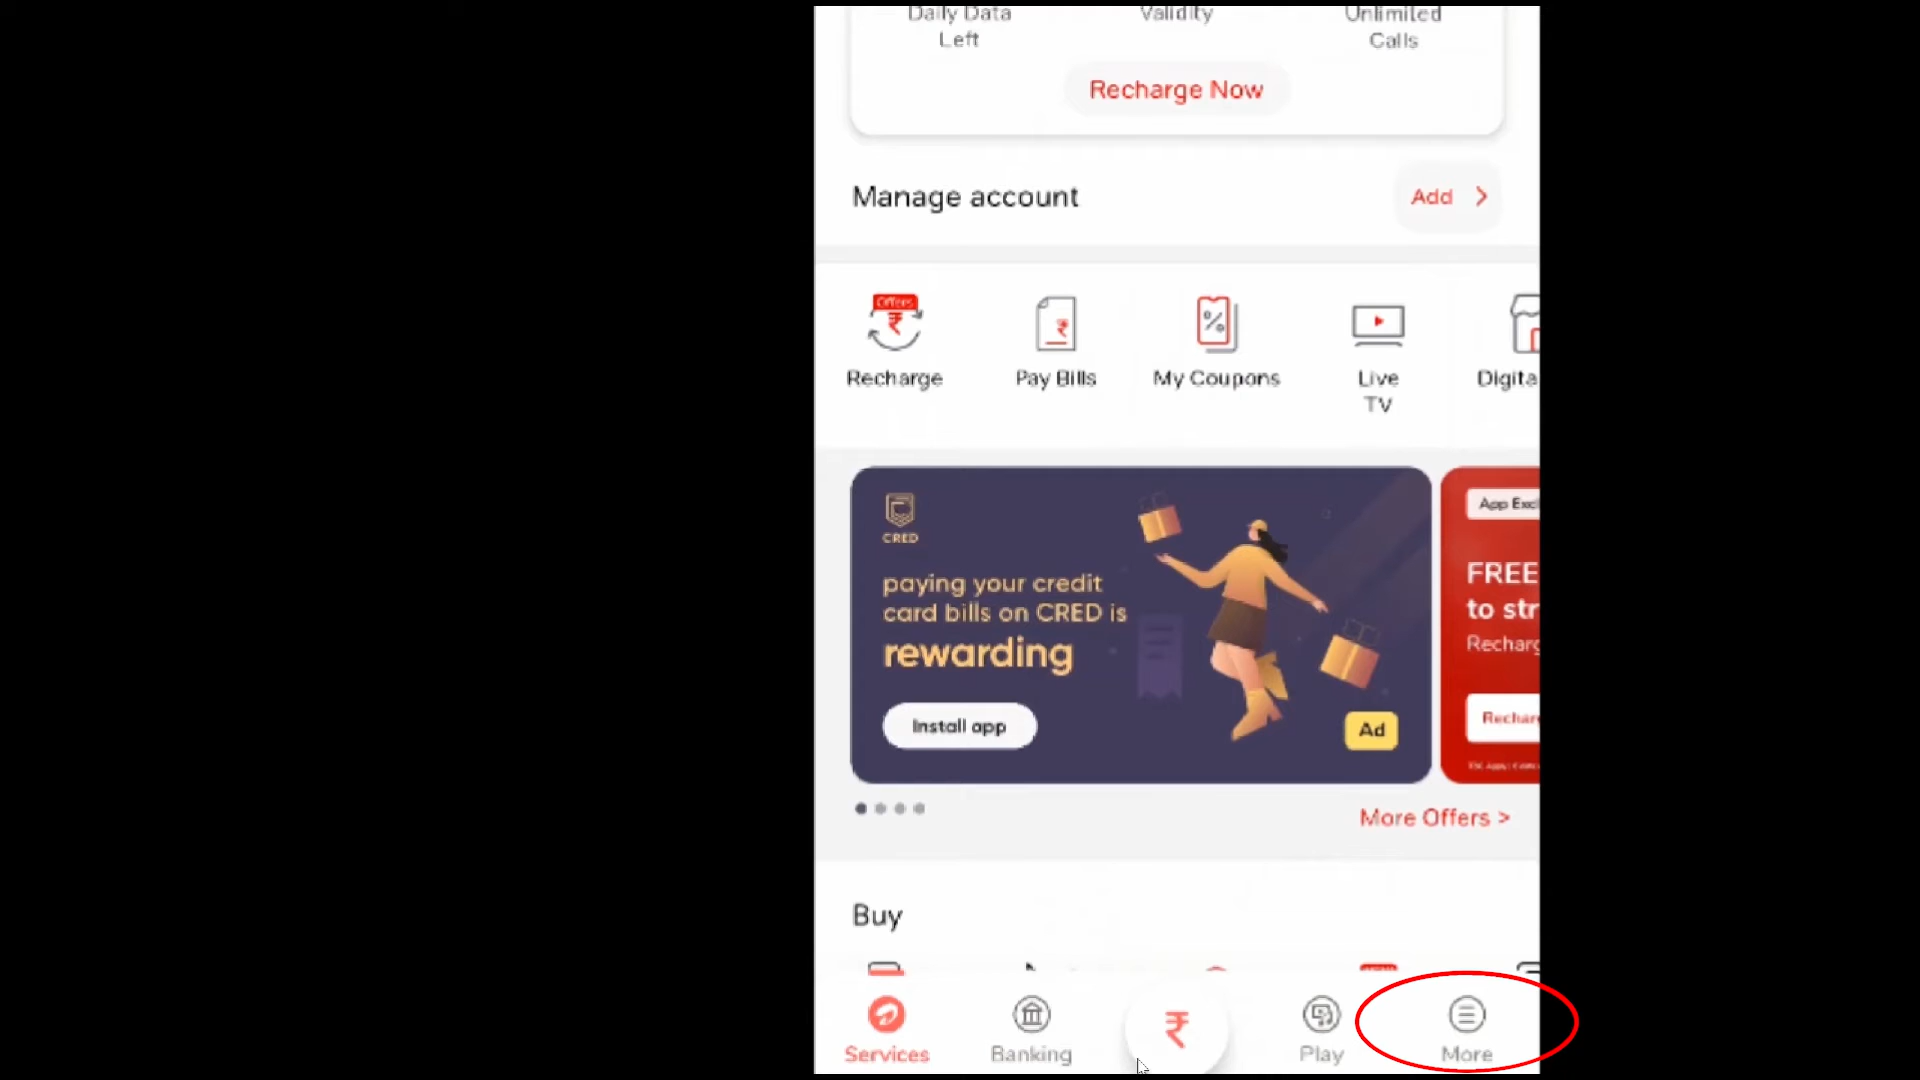 Daily Data Left
Validity
Unlimited Calls
Recharge Now
Manage account
Add >
Offers
Recharge
Pay Bills
My Coupons
Live TV
Digita
CRED
paying your credit
card bills on CRED is
rewarding
Install app
Ad
App Excl
FREE
to str
Recharg
Rechar
More Offers >
Buy
Services
Banking
₹
Play
More